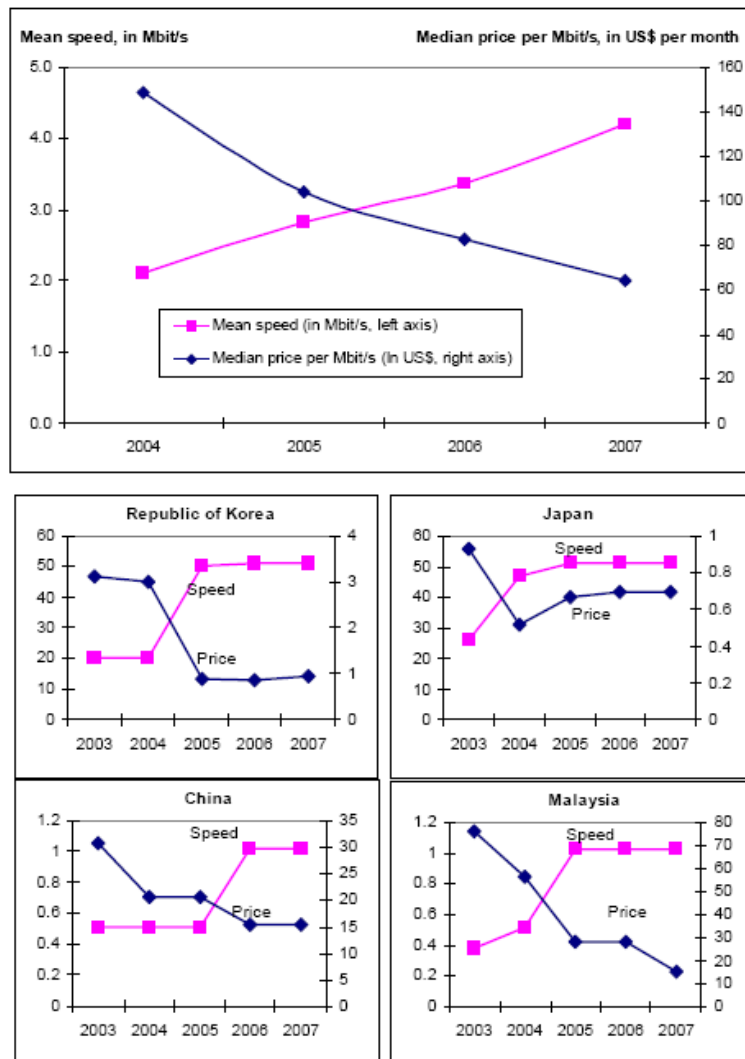 Mean speed, in Mbit/s Median price per Mbit/s, in US$ per month
5.0 160
140
4.0 120
3.0 100
80
2.0 60
Mean speed (in Mbit/s, left axis)
1.0 40
Median price per Mbit/s (In US$, right axis)
20
0.0 0
2004 2005 2006 2007
Republic of Korea
60 4
50
Speed
40 3
30 2
20
Price
10 1
0 0
2003 2004 2005 2006 2007
Japan
60 1
Speed
50 0.8
40
Price
30 0.6
20 0.4
10 0.2
0 0
2003 2004 2005 2006 2007
China
1.2 35
Speed
1 30
0.8 25
20
0.6
Price
15
0.4 10
0.2 5
0 0
2003 2004 2005 2006 2007
Malaysia
1.2 80
Speed
1 70
60
0.8 50
0.6 40
Price
0.4 30
20
0.2 10
0 0
2003 2004 2005 2006 2007